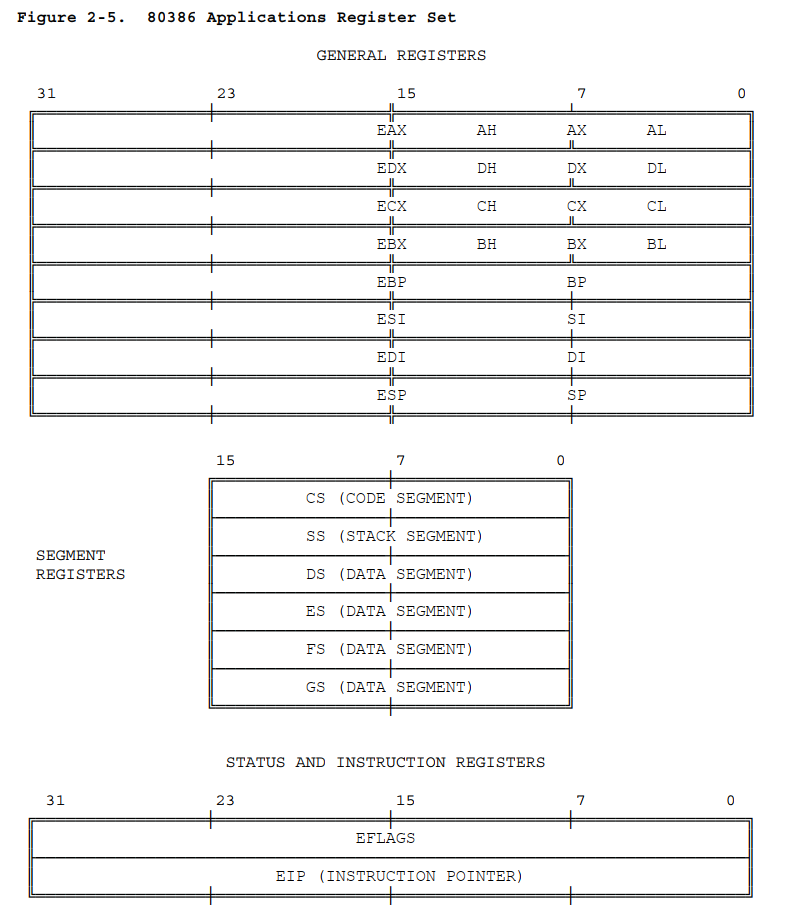 Figure 2-5.  80386 Applications Register Set
GENERAL REGISTERS
31 23 15 7 0
EAX AH AX AL
EDX DH DX DL
ECX CH CX CL
EBX BH BX BL
EBP BP
ESI SI
EDI DI
ESP SP
15 7 0
CS (CODE SEGMENT)
SS (STACK SEGMENT)
SEGMENT
REGISTERS
DS (DATA SEGMENT)
ES (DATA SEGMENT)
FS (DATA SEGMENT)
GS (DATA SEGMENT)
STATUS AND INSTRUCTION REGISTERS
31 23 15 7 0
EFLAGS
EIP (INSTRUCTION POINTER)